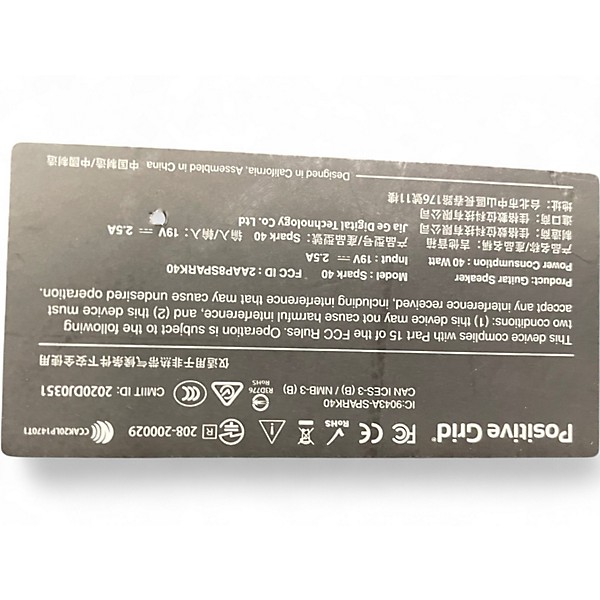 Positive Grid®
FC CE R 208-200029 CCAK20LP1470T1
IC:9043A-SPARK40
CAN ICES-3 (B) / NMB-3 (B)
R3D776
RoHS
CCC CMIIT ID: 2020DJ0351
仅适用于非热带气候条件下安全使用
This device complies with Part 15 of the FCC Rules. Operation is subject to the following
two conditions: (1) this device may not cause harmful interference, and (2) this device must
accept any interference received, including interference that may cause undesired operation.
Product: Guitar Speaker Model : Spark 40 FCC ID : 2AAP8SPARK40
Power Consumption : 40 Watt Input : 19V ⎓ 2.5A
产品名称/產品名稱 : 吉他音箱 产品型号/產品型號 : Spark 40 输入/輸入 : 19V ⎓ 2.5A
制造商: 佳格數位科技有限公司 Jia Ge Digital Technology Co. Ltd
進口商: 佳格數位科技有限公司
地址: 台北市中山區長春路176號11樓
Designed in California, Assembled in China 中国制造/中國製造